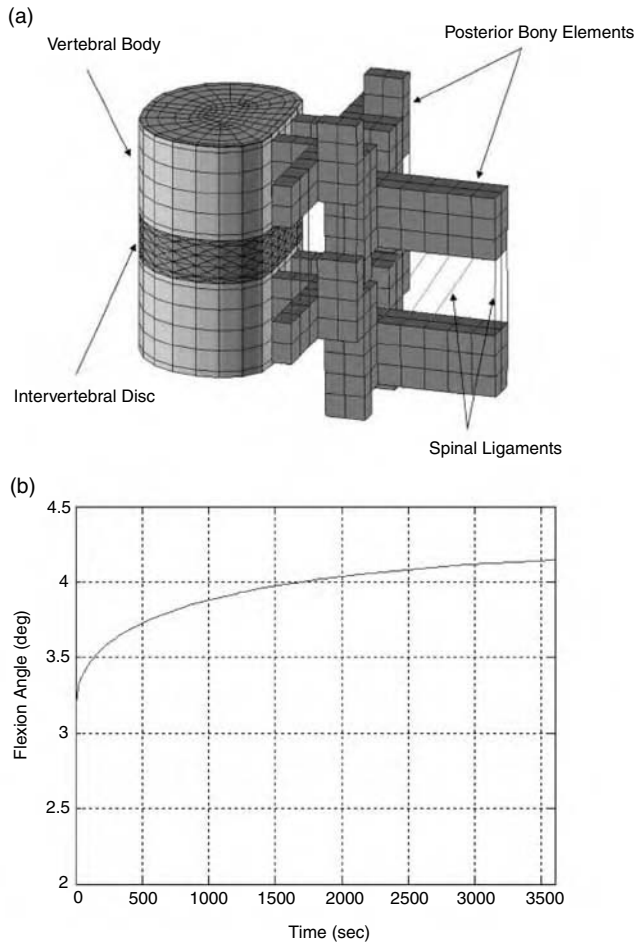 (a)
Vertebral Body
Posterior Bony Elements
Intervertebral Disc
Spinal Ligaments
(b)
4.5
4
3.5
3
2.5
2
Flexion Angle (deg)
0 500 1000 1500 2000 2500 3000 3500
Time (sec)